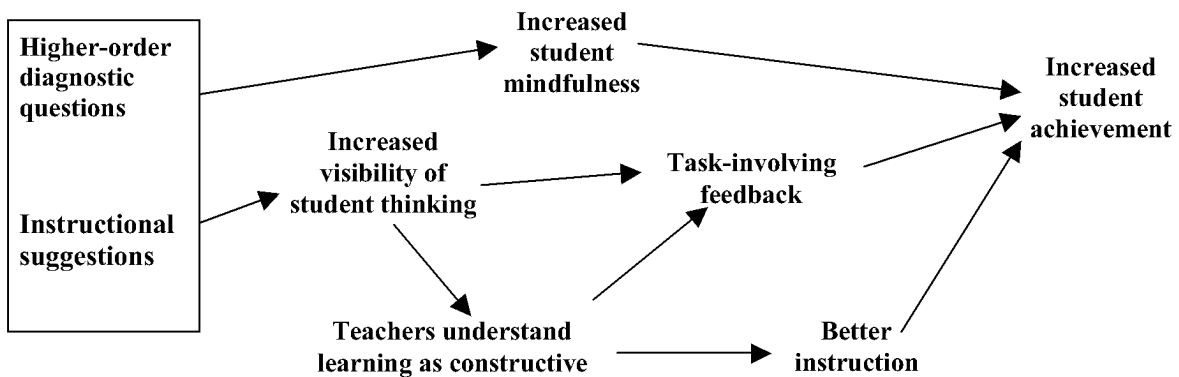 Higher-order
diagnostic
questions
Instructional
suggestions
Increased
student
mindfulness
Increased
visibility of
student thinking
Teachers understand
learning as constructive
Task-involving
feedback
Better
instruction
Increased
student
achievement